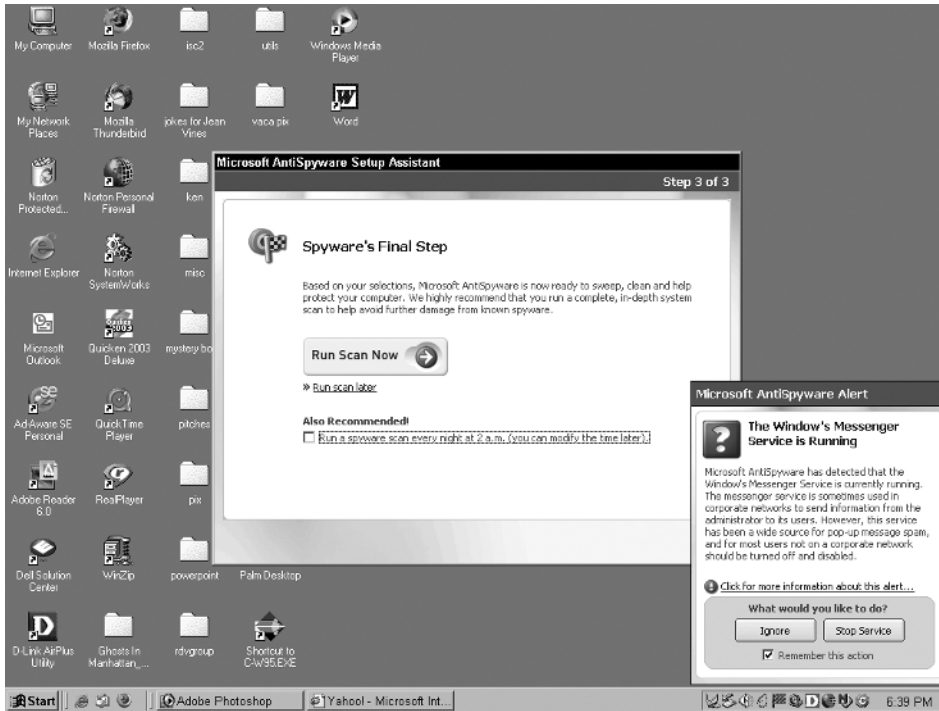 My Computer
Mozilla Firefox
isc2
utils
Windows Media
Player
My Network
Places
Mozilla
Thunderbird
jokes for Jean
Vines
vaca pix
Word
Norton
Protected...
Norton Personal
Firewall
ken
Internet Explorer
Norton
SystemWorks
misc
Microsoft
Outlook
Quicken 2003
Deluxe
mystery bo
Ad-Aware SE
Personal
QuickTime
Player
pitches
Adobe Reader
6.0
RealPlayer
pix
Dell Solution
Center
WinZip
powerpoint
Palm Desktop
D-Link AirPlus
Utility
Ghosts In
Manhattan_...
rdvgroup
Shortcut to
C-W95.EXE
Microsoft AntiSpyware Setup Assistant
Step 3 of 3
Spyware's Final Step
Based on your selections, Microsoft AntiSpyware is now ready to sweep, clean and help
protect your computer. We highly recommend that you run a complete, in-depth system
scan to help avoid further damage from known spyware.
Run Scan Now
» Run scan later
Also Recommended!
Run a spyware scan every night at 2 a.m. (you can modify the time later).
Microsoft AntiSpyware Alert
The Window's Messenger
Service is Running
Microsoft AntiSpyware has detected that the
Window's Messenger Service is currently running.
The messenger service is sometimes used in
corporate networks to send information from the
administrator to its users. However, this service
has been a wide source for pop-up message spam,
and for most users not on a corporate network
should be turned off and disabled.
Click for more information about this alert...
What would you like to do?
Ignore
Stop Service
Remember this action
Start
Adobe Photoshop
Yahoo! - Microsoft Int...
6:39 PM